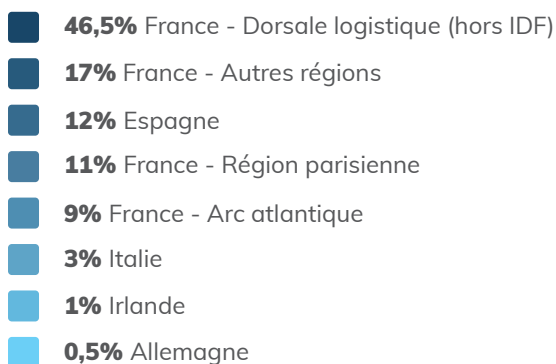 46,5% France - Dorsale logistique (hors IDF)
17% France - Autres régions
12% Espagne
11% France - Région parisienne
9% France - Arc atlantique
3% Italie
1% Irlande
0,5% Allemagne